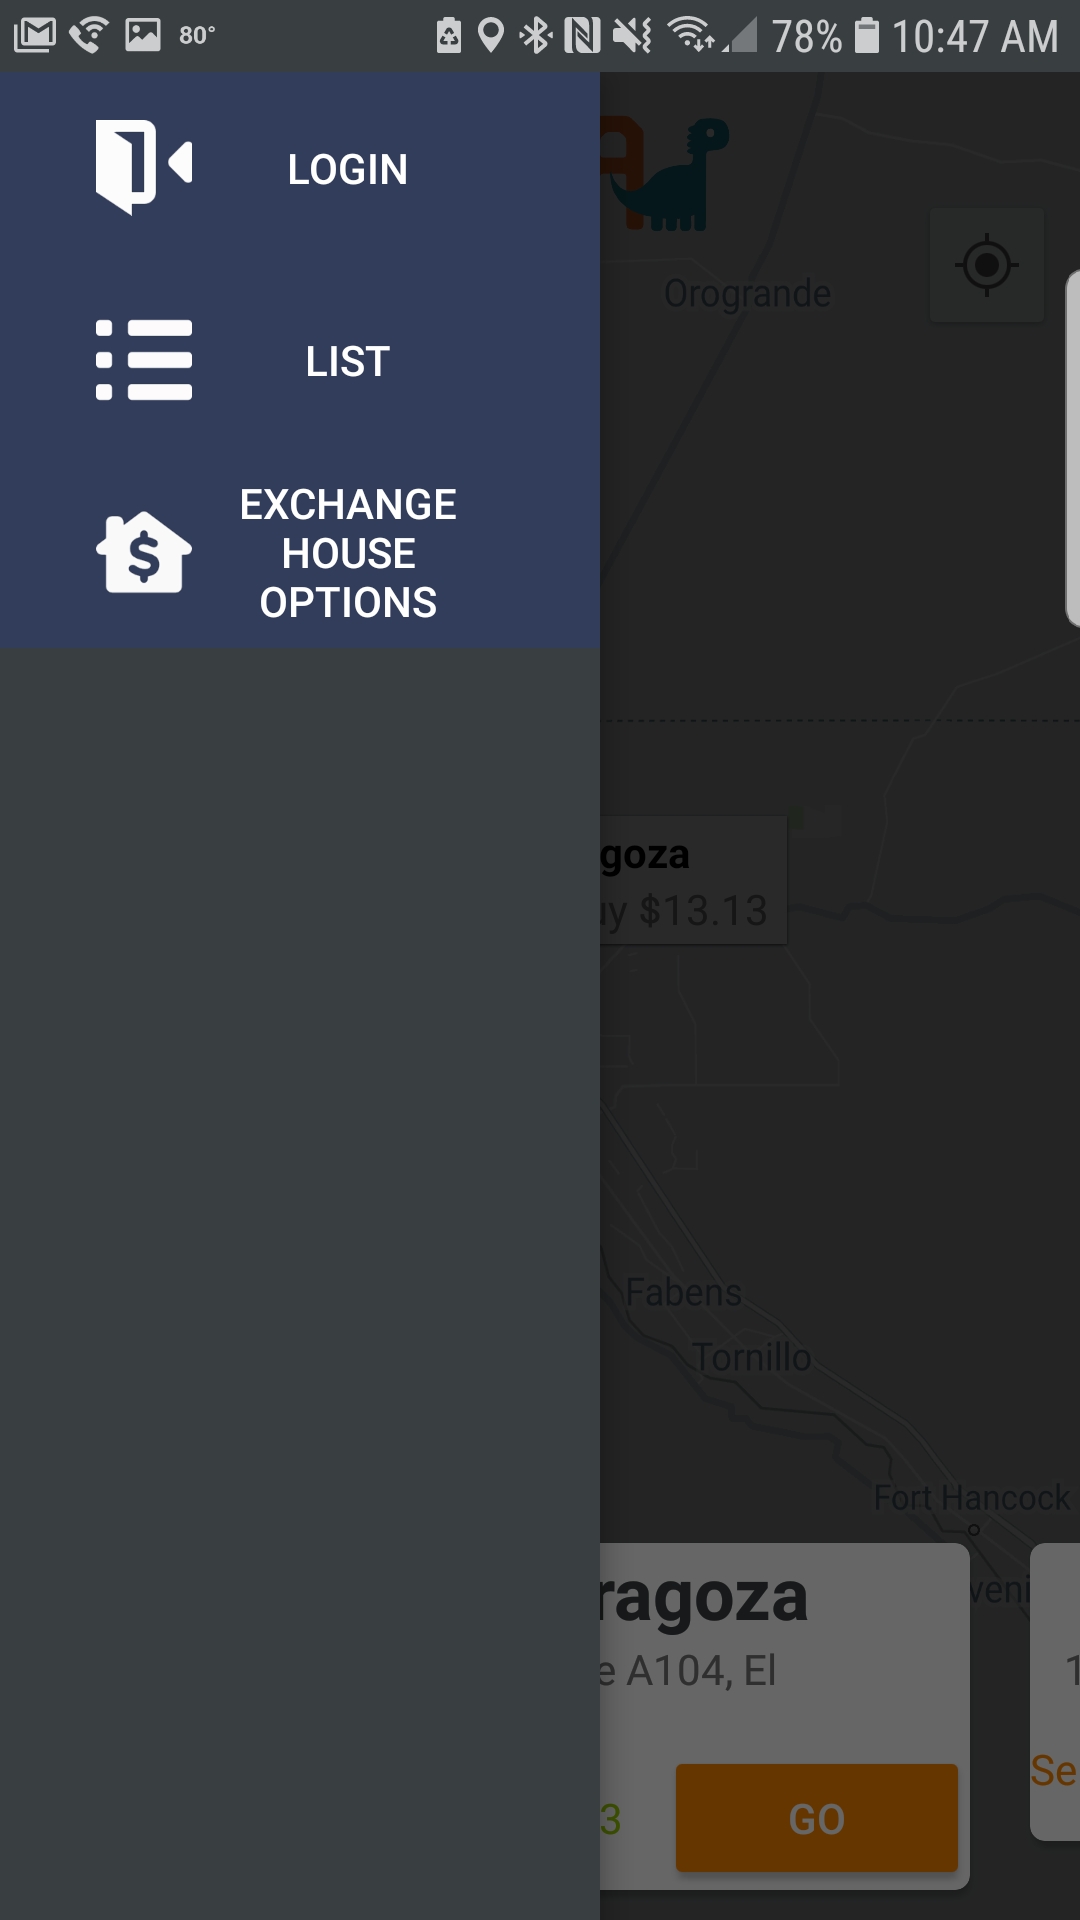 80° 78% 10:47 AM
LOGIN
LIST
EXCHANGE
HOUSE
OPTIONS
A
Orogrande
goza
uy $13.13
Fabens
Tornillo
Fort Hancock
veni
ragoza
e A104, El
1
Se
3
GO